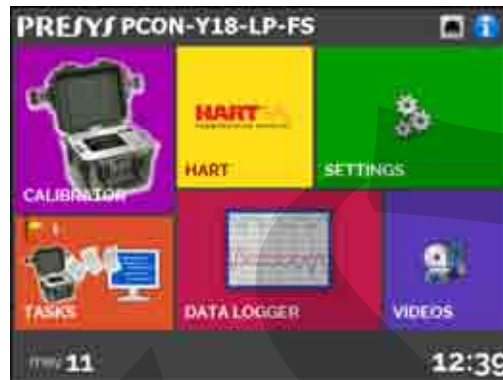 PRESYS PCON-Y18-LP-FS
HART
HART
SETTINGS
CALIBRATOR
TASKS
DATA LOGGER
VIDEOS
11
12:39